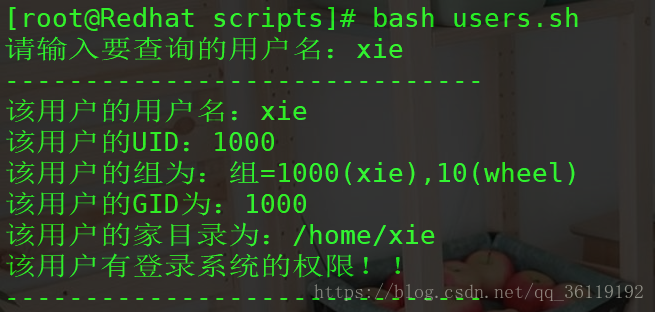 [root@Redhat scripts]# bash users.sh
请输入要查询的用户名：xie
------------------------------
该用户的用户名：xie
该用户的UID：1000
该用户的组为：组=1000(xie),10(wheel)
该用户的GID为：1000
该用户的家目录为：/home/xie
该用户有登录系统的权限！！
------------------------------
https://blog.csdn.net/qq_36119192